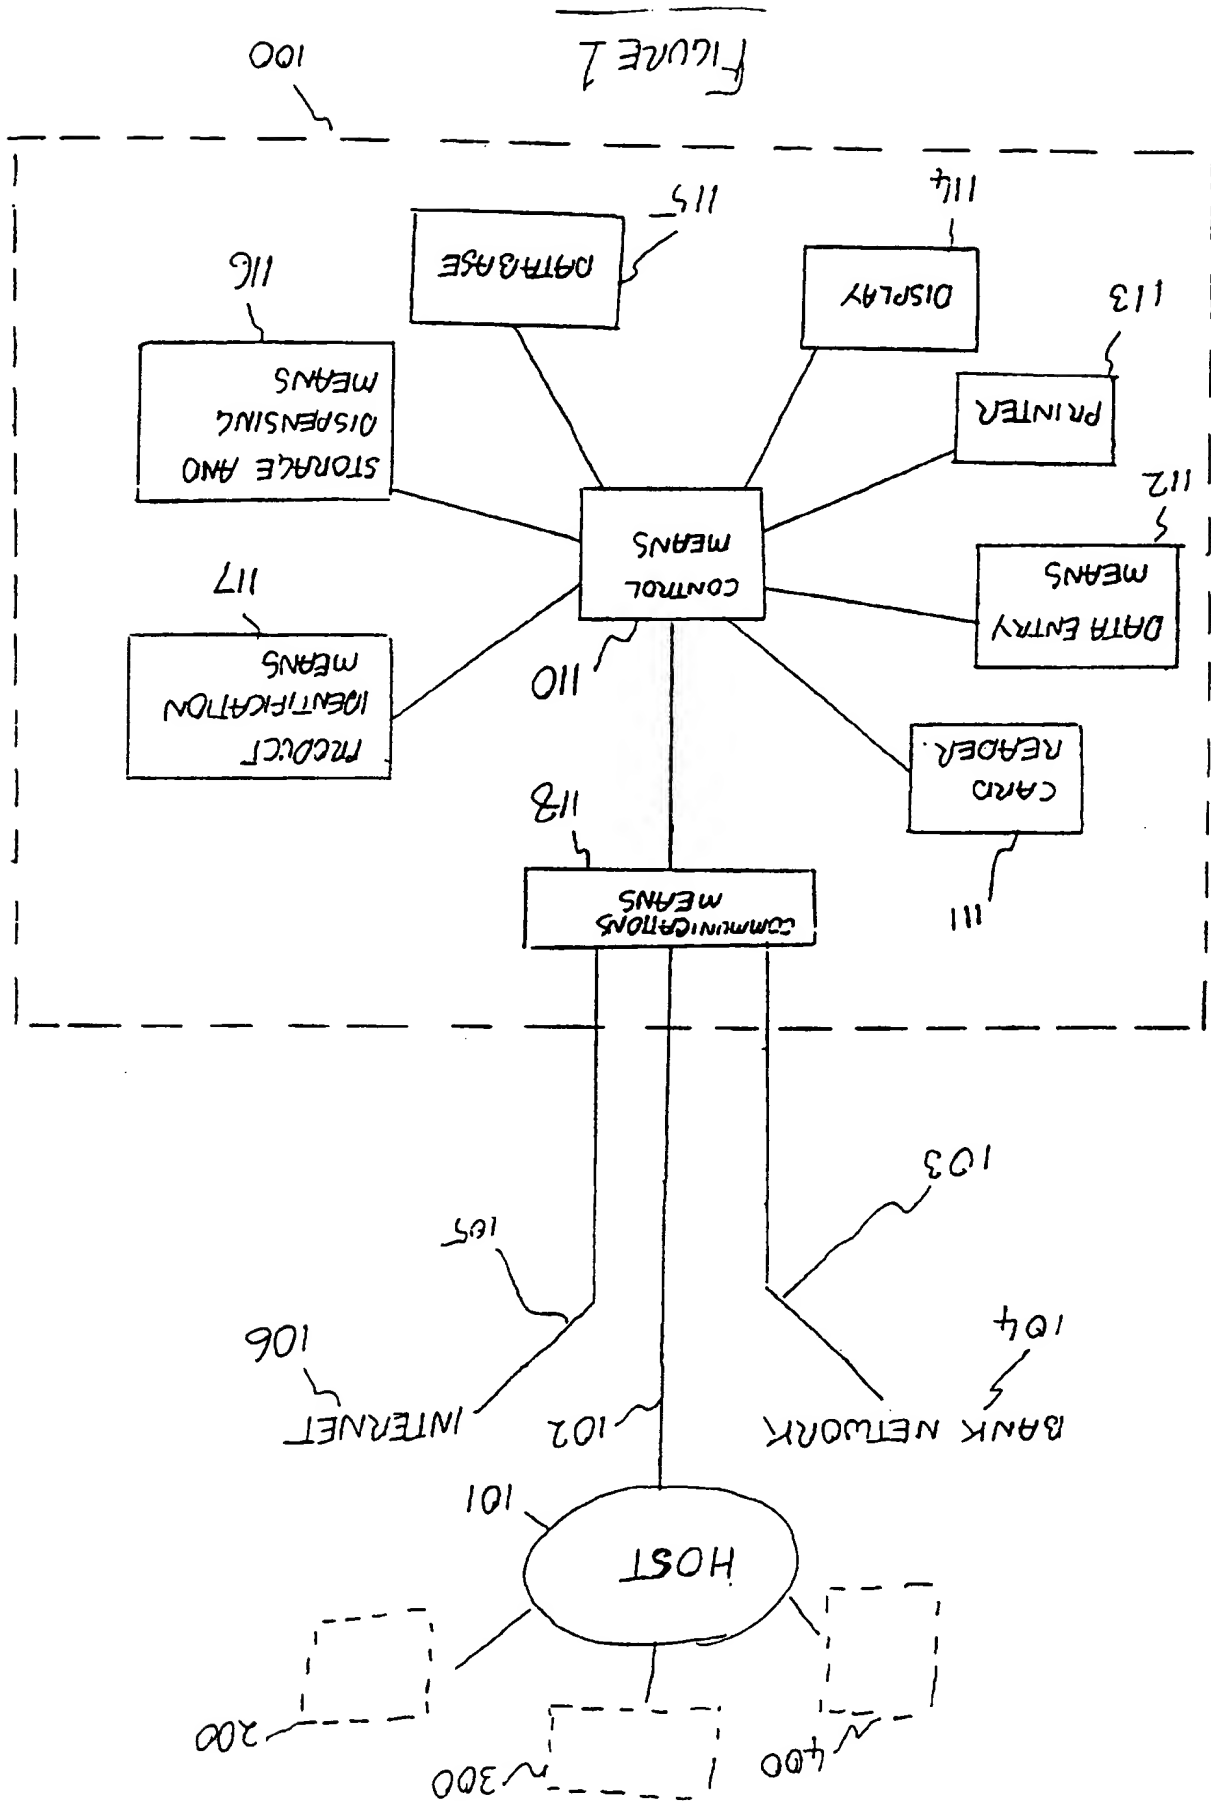 400
300
200
HOST
101
BANK NETWORK
104
102
INTERNET
106
103
105
COMMUNICATIONS
MEANS
118
111
CARD
READER.
110
PRODUCT
IDENTIFICATION
MEANS
117
DATA ENTRY
MEANS
112
CONTROL
MEANS
STORAGE AND
DISPENSING
MEANS
116
PRINTER
113
DISPLAY
114
DATABASE
115
100
FIGURE 1